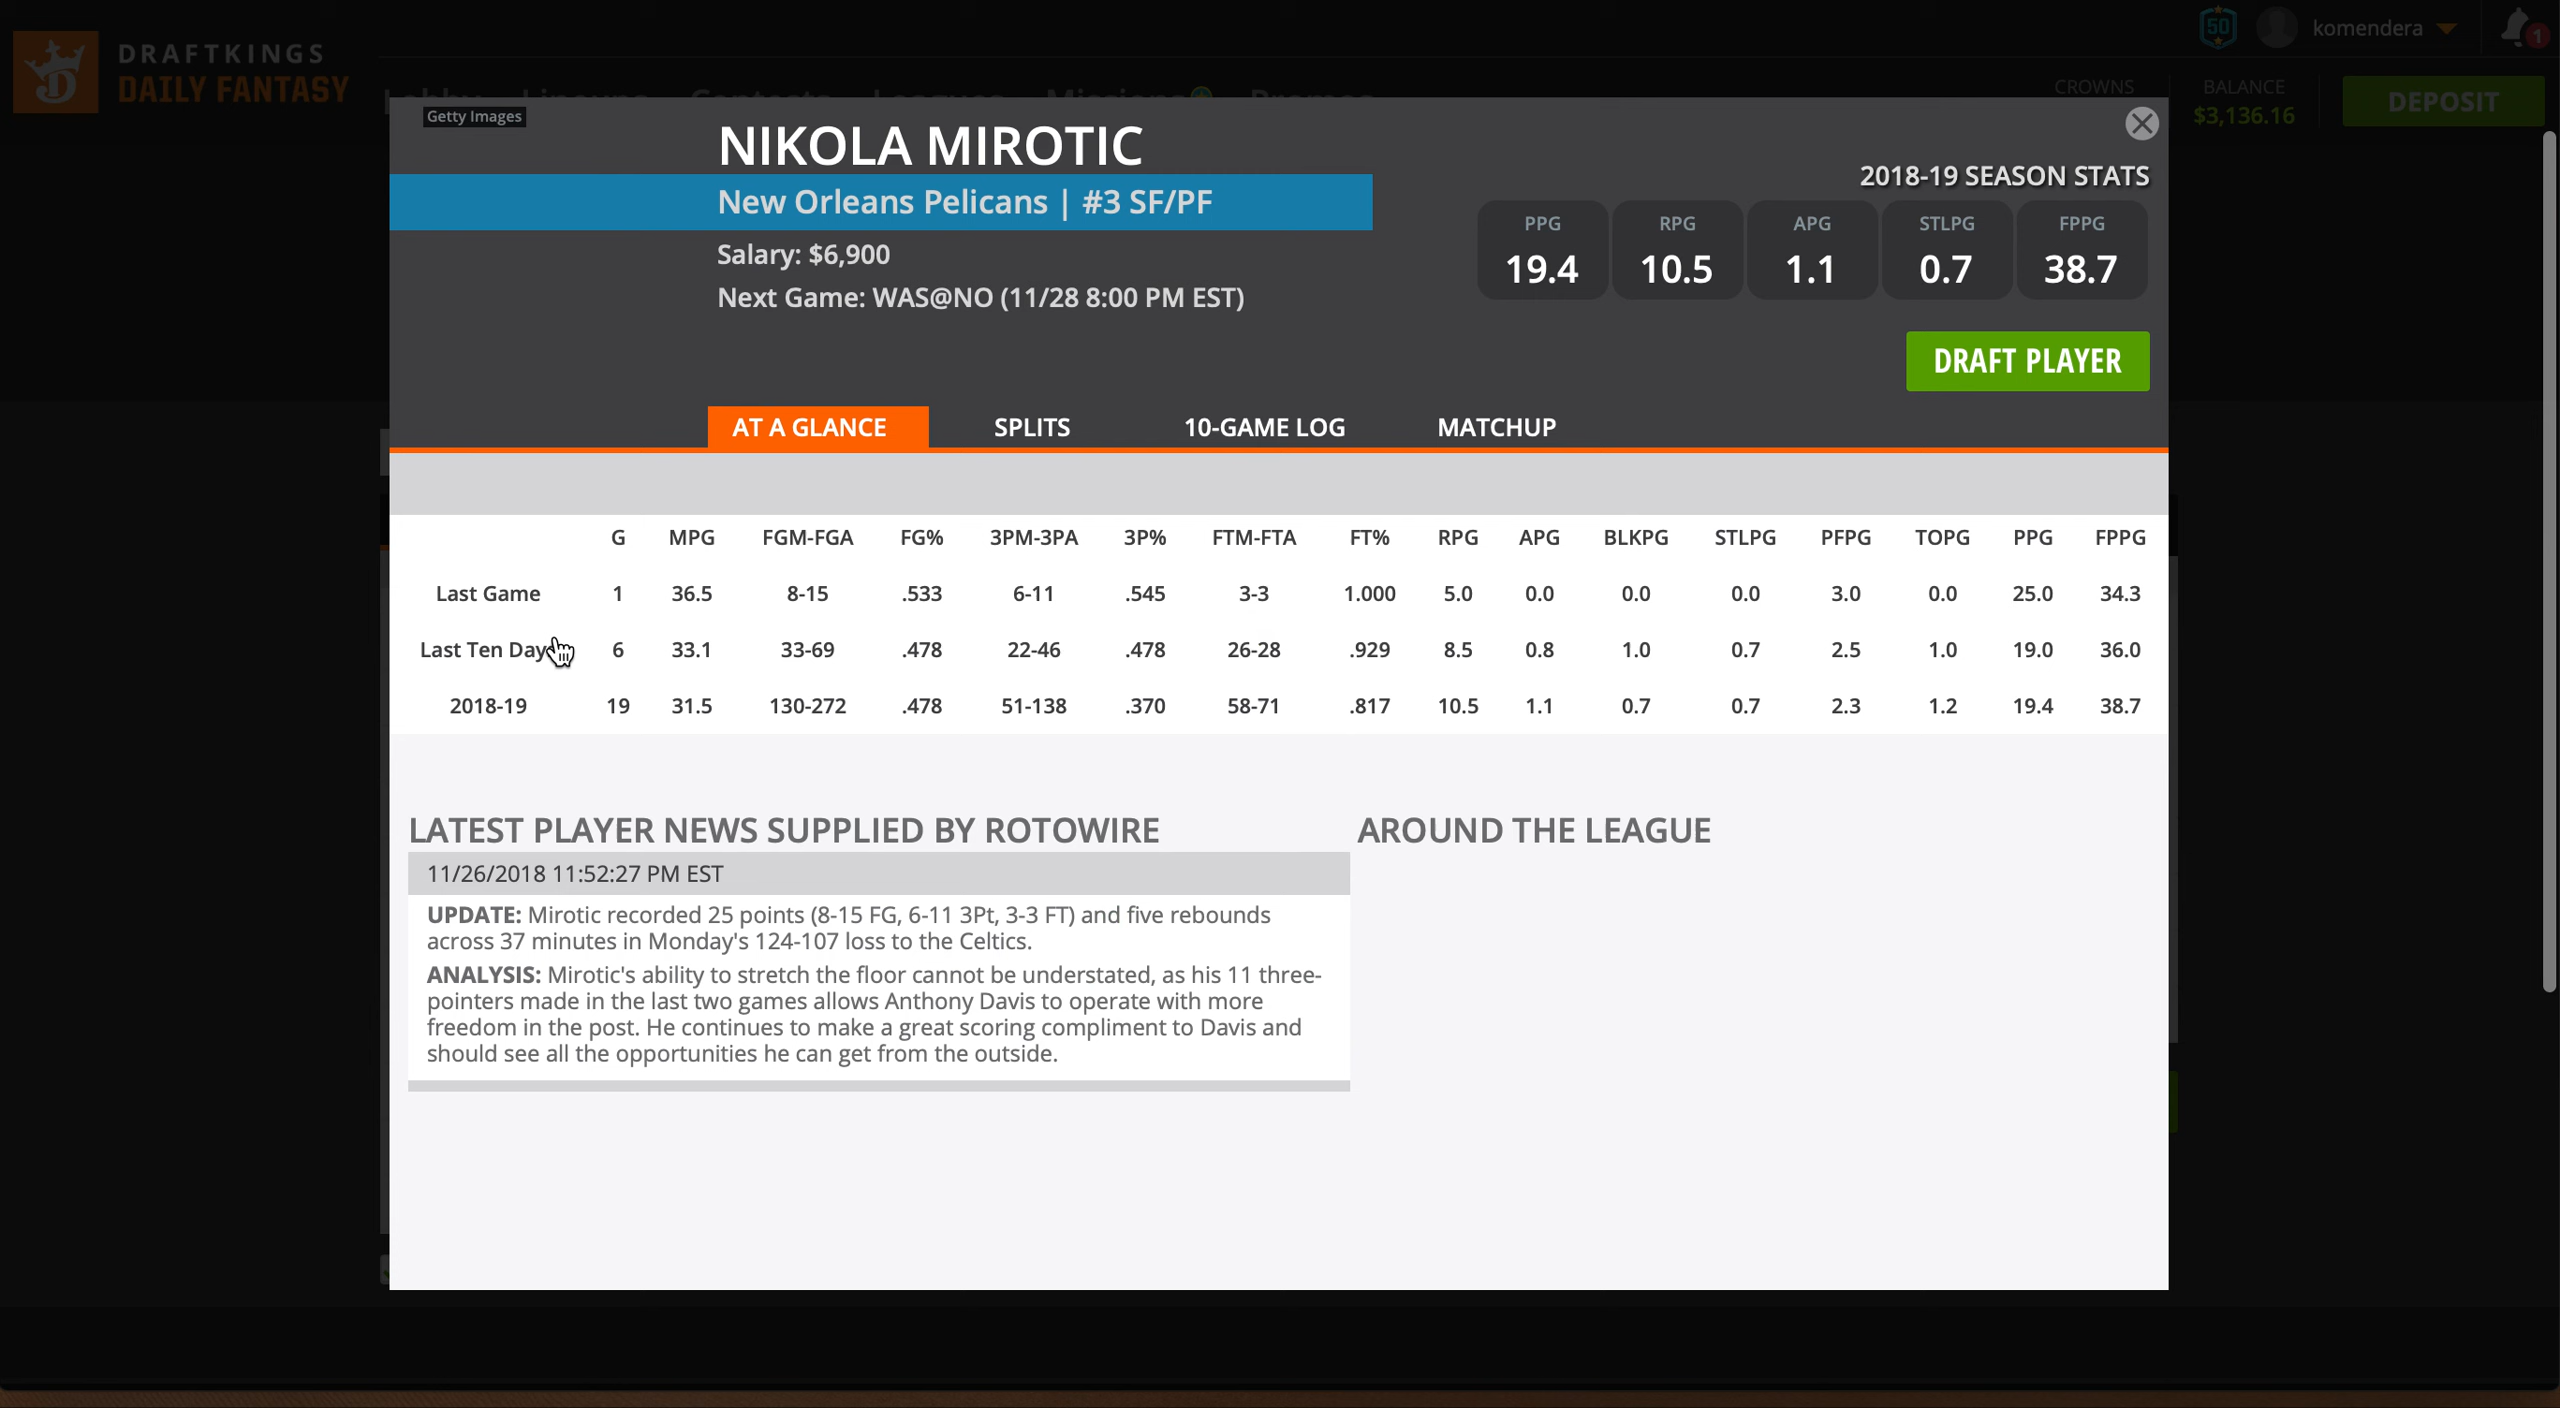 DRAFTKINGS
DAILY FANTASY
50
komendera
1
Lobby Lineups Contests Leagues Missions Promos
CROWNS
BALANCE
$3,136.16
DEPOSIT
Getty Images
NIKOLA MIROTIC
New Orleans Pelicans | #3 SF/PF
Salary: $6,900
Next Game: WAS@NO (11/28 8:00 PM EST)
2018-19 SEASON STATS
PPG RPG APG STLPG FPPG
19.4 10.5 1.1 0.7 38.7
DRAFT PLAYER
AT A GLANCE SPLITS 10-GAME LOG MATCHUP
G MPG FGM-FGA FG% 3PM-3PA 3P% FTM-FTA FT% RPG APG BLKPG STLPG PFPG TOPG PPG FPPG
Last Game 1 36.5 8-15 .533 6-11 .545 3-3 1.000 5.0 0.0 0.0 0.0 3.0 0.0 25.0 34.3
Last Ten Day 6 33.1 33-69 .478 22-46 .478 26-28 .929 8.5 0.8 1.0 0.7 2.5 1.0 19.0 36.0
2018-19 19 31.5 130-272 .478 51-138 .370 58-71 .817 10.5 1.1 0.7 0.7 2.3 1.2 19.4 38.7
LATEST PLAYER NEWS SUPPLIED BY ROTOWIRE
11/26/2018 11:52:27 PM EST
UPDATE: Mirotic recorded 25 points (8-15 FG, 6-11 3Pt, 3-3 FT) and five rebounds
across 37 minutes in Monday's 124-107 loss to the Celtics.
ANALYSIS: Mirotic's ability to stretch the floor cannot be understated, as his 11 three-
pointers made in the last two games allows Anthony Davis to operate with more
freedom in the post. He continues to make a great scoring compliment to Davis and
should see all the opportunities he can get from the outside.
AROUND THE LEAGUE